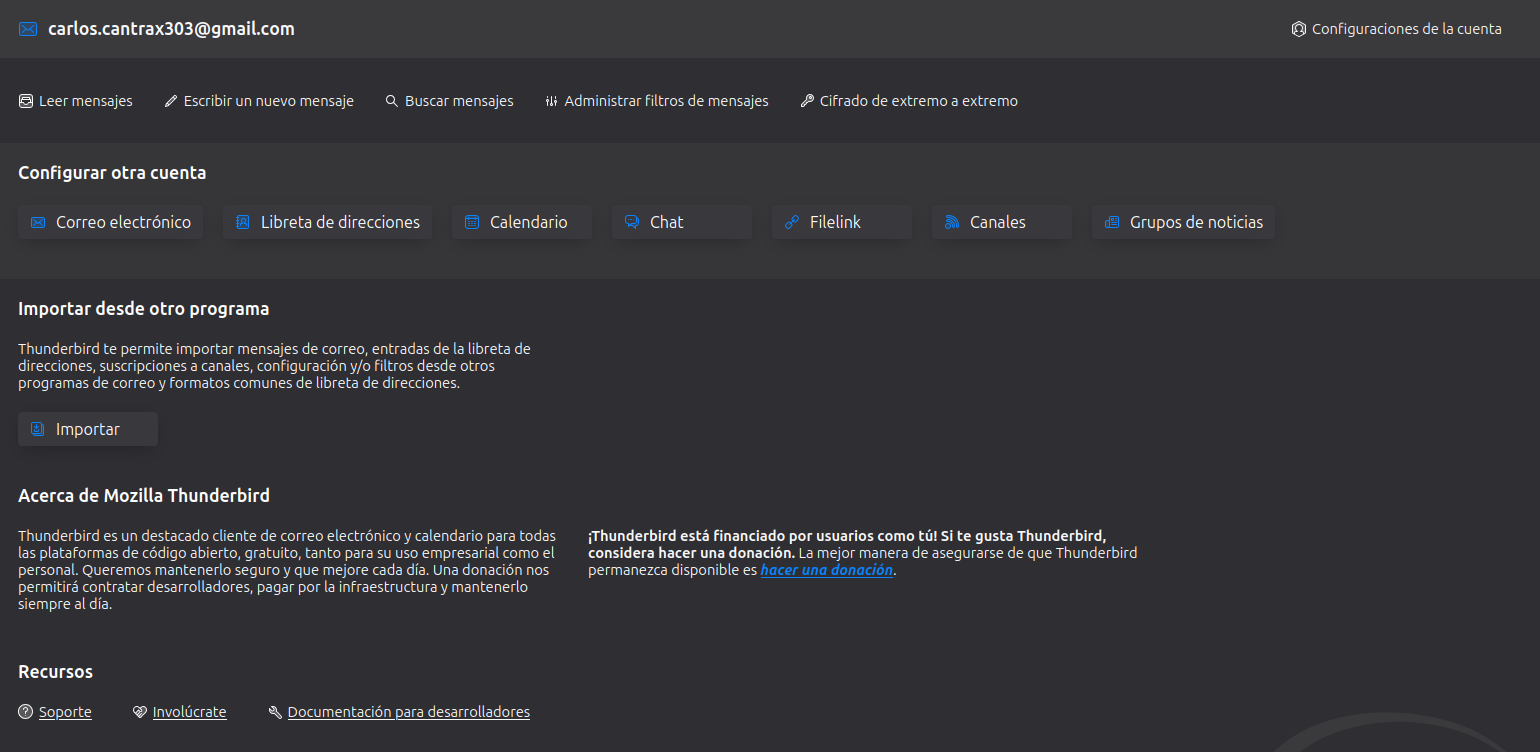 carlos.cantrax303@gmail.com
Configuraciones de la cuenta
Leer mensajes
Escribir un nuevo mensaje
Buscar mensajes
Administrar filtros de mensajes
Cifrado de extremo a extremo
Configurar otra cuenta
Correo electrónico
Libreta de direcciones
Calendario
Chat
Filelink
Canales
Grupos de noticias
Importar desde otro programa
Thunderbird te permite importar mensajes de correo, entradas de la libreta de
direcciones, suscripciones a canales, configuración y/o filtros desde otros
programas de correo y formatos comunes de libreta de direcciones.
Importar
Acerca de Mozilla Thunderbird
Thunderbird es un destacado cliente de correo electrónico y calendario para todas
las plataformas de código abierto, gratuito, tanto para su uso empresarial como el
personal. Queremos mantenerlo seguro y que mejore cada día. Una donación nos
permitirá contratar desarrolladores, pagar por la infraestructura y mantenerlo
siempre al día.
¡Thunderbird está financiado por usuarios como tú! Si te gusta Thunderbird,
considera hacer una donación. La mejor manera de asegurarse de que Thunderbird
permanezca disponible es hacer una donación.
Recursos
Soporte
Involúcrate
Documentación para desarrolladores